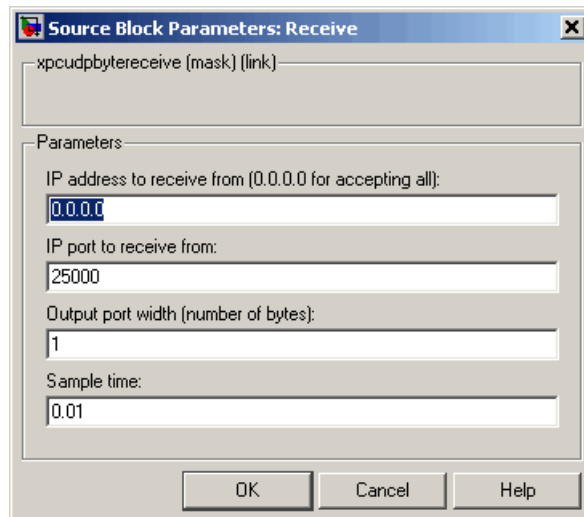 Source Block Parameters: Receive
xpcudpbytereceive (mask) (link)
Parameters
IP address to receive from (0.0.0.0 for accepting all):
0.0.0.0
IP port to receive from:
25000
Output port width (number of bytes):
1
Sample time:
0.01
OK Cancel Help